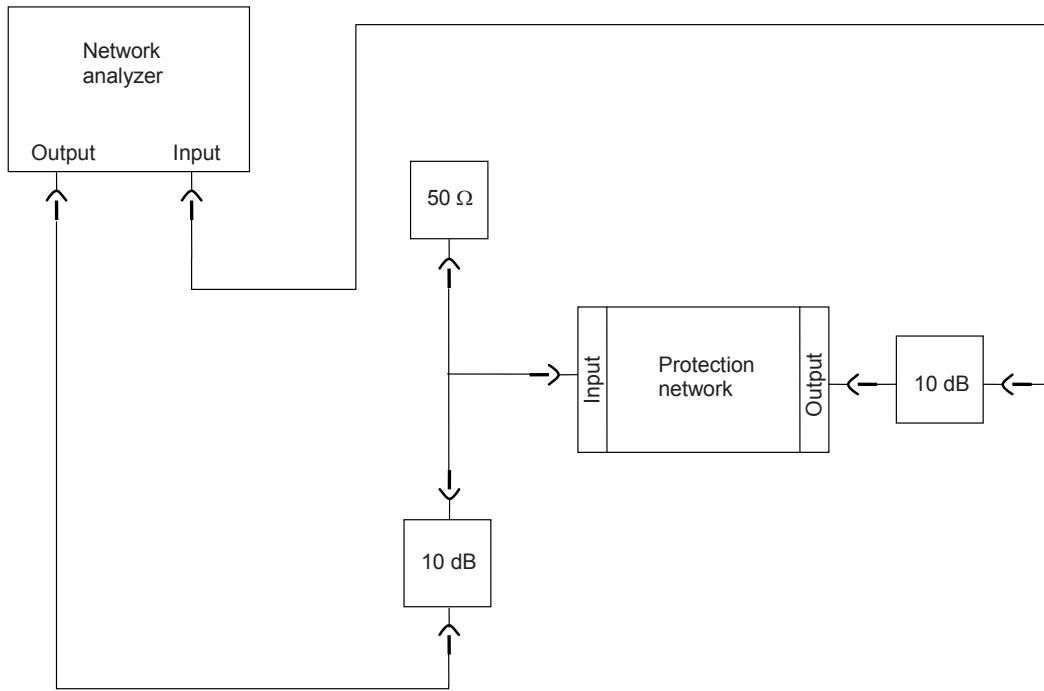 Network
analyzer
Output
Input
50 Ω
Input
Protection
network
Output
10 dB
10 dB